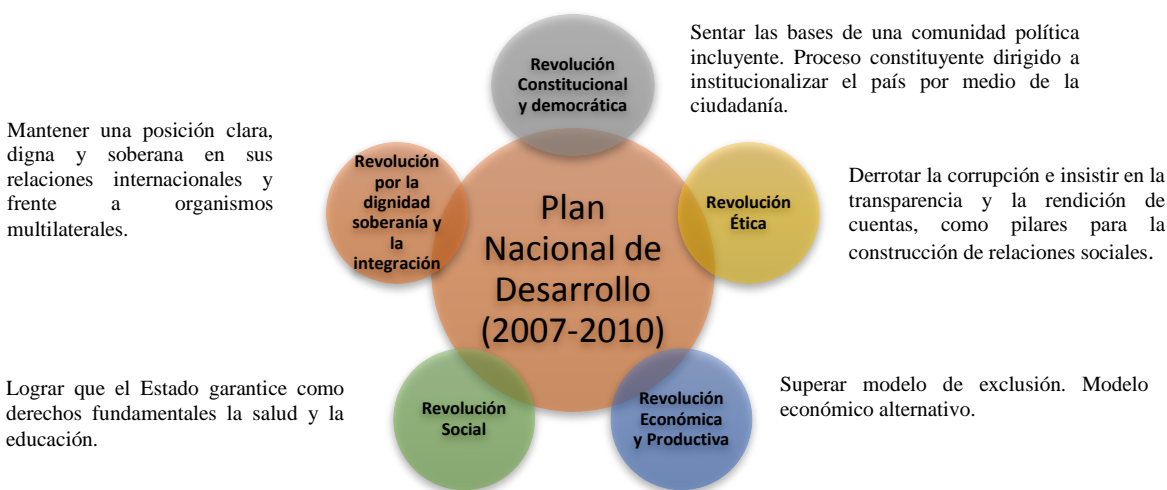 Revolución
Constitucional
y democrática
Sentar las bases de una comunidad política
incluyente. Proceso constituyente dirigido a
institucionalizar el país por medio de la
ciudadanía.
Mantener una posición clara,
digna y soberana en sus
relaciones internacionales y
frente a organismos
multilaterales.
Revolución
por la
dignidad
soberanía y
la
integración
Plan
Nacional de
Desarrollo
(2007-2010)
Revolución
Ética
Derrotar la corrupción e insistir en la
transparencia y la rendición de
cuentas, como pilares para la
construcción de relaciones sociales.
Lograr que el Estado garantice como
derechos fundamentales la salud y la
educación.
Revolución
Social
Revolución
Económica
y Productiva
Superar modelo de exclusión. Modelo
económico alternativo.